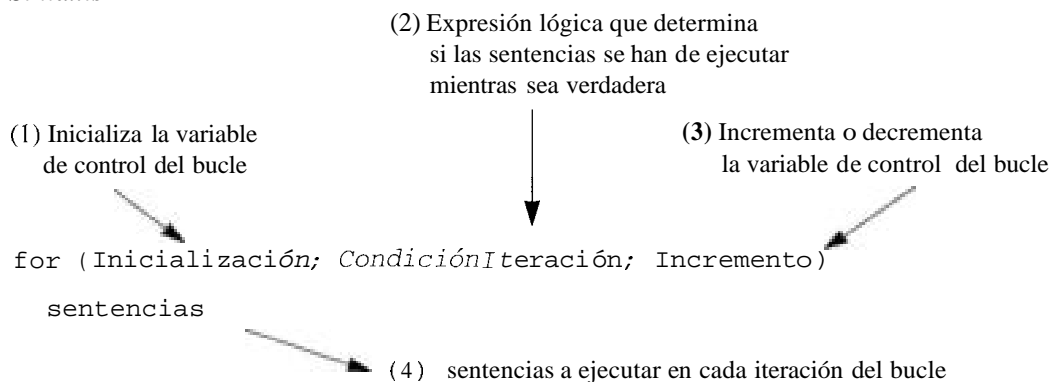 (2) Expresión lógica que determina
si las sentencias se han de ejecutar
mientras sea verdadera
(1) Inicializa la variable
de control del bucle
(3) Incrementa o decrementa
la variable de control del bucle
for (Inicialización; CondiciónIteración; Incremento)
sentencias
(4) sentencias a ejecutar en cada iteración del bucle